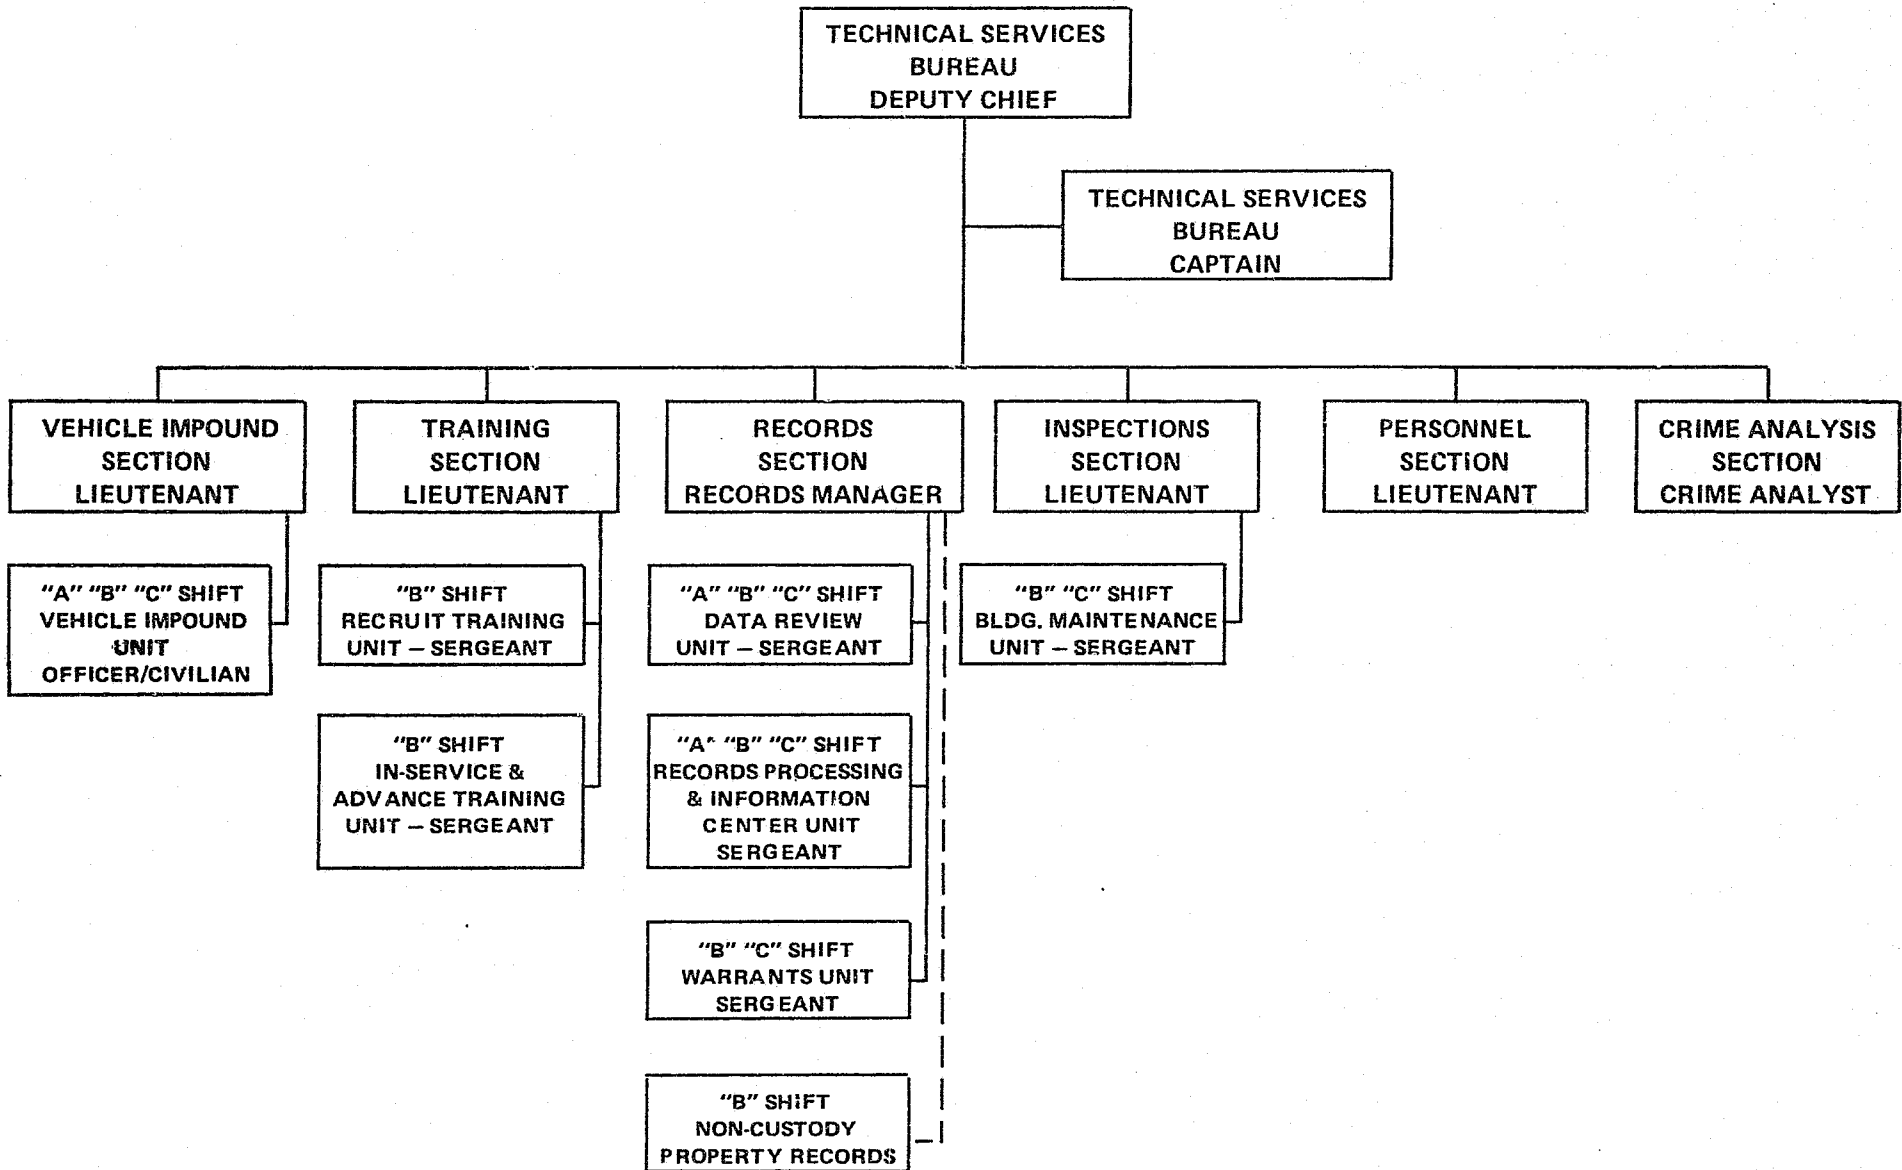 TECHNICAL SERVICES
BUREAU
DEPUTY CHIEF
TECHNICAL SERVICES
BUREAU
CAPTAIN
VEHICLE IMPOUND
SECTION
LIEUTENANT
TRAINING
SECTION
LIEUTENANT
RECORDS
SECTION
RECORDS MANAGER
INSPECTIONS
SECTION
LIEUTENANT
PERSONNEL
SECTION
LIEUTENANT
CRIME ANALYSIS
SECTION
CRIME ANALYST
"A" "B" "C" SHIFT
VEHICLE IMPOUND
UNIT
OFFICER/CIVILIAN
"B" SHIFT
RECRUIT TRAINING
UNIT – SERGEANT
"A" "B" "C" SHIFT
DATA REVIEW
UNIT – SERGEANT
"B" "C" SHIFT
BLDG. MAINTENANCE
UNIT – SERGEANT
"B" SHIFT
IN-SERVICE &
ADVANCE TRAINING
UNIT – SERGEANT
"A" "B" "C" SHIFT
RECORDS PROCESSING
& INFORMATION
CENTER UNIT
SERGEANT
"B" "C" SHIFT
WARRANTS UNIT
SERGEANT
"B" SHIFT
NON-CUSTODY
PROPERTY RECORDS